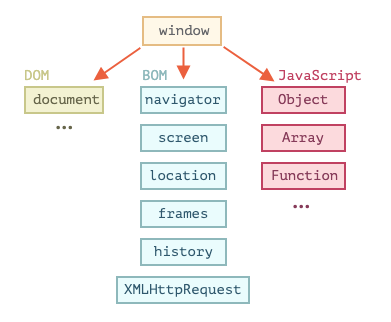 window
DOM
BOM
JavaScript
document
navigator
Object
...
screen
Array
location
Function
frames
...
history
XMLHttpRequest